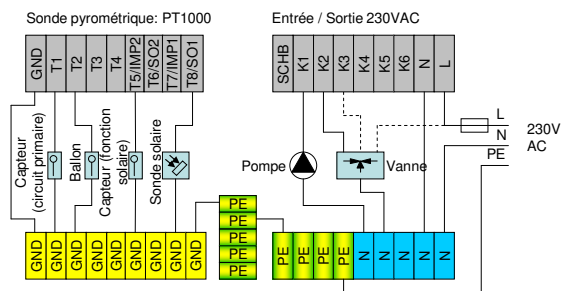 Sonde pyrométrique: PT1000
Entrée / Sortie 230VAC
GND
T1
T2
T3
T4
T5/IMP2
T6/SO2
T7/IMP1
T8/SO1
SCHB
K1
K2
K3
K4
K5
K6
N
L
Capteur
(circuit primaire)
Ballon
Capteur (fonction
solaire)
Sonde solaire
Pompe
Vanne
L
N
PE
230V
AC
PE
PE
PE
PE
PE
GND
GND
GND
GND
GND
GND
GND
GND
GND
PE
PE
PE
PE
N
N
N
N
N